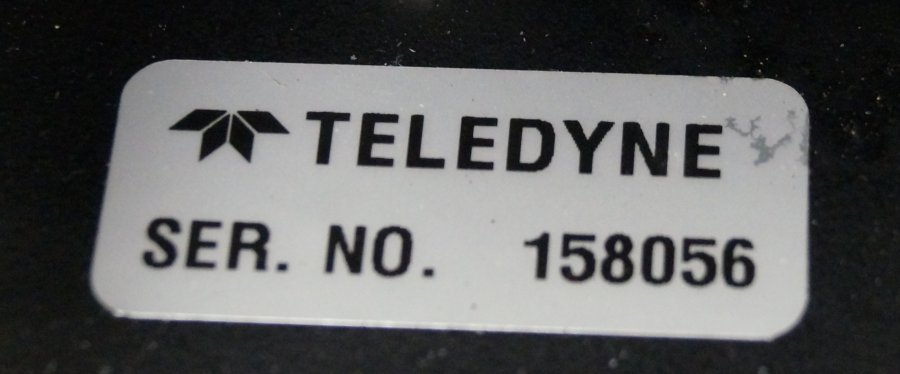 TELEDYNE
SER. NO. 158056